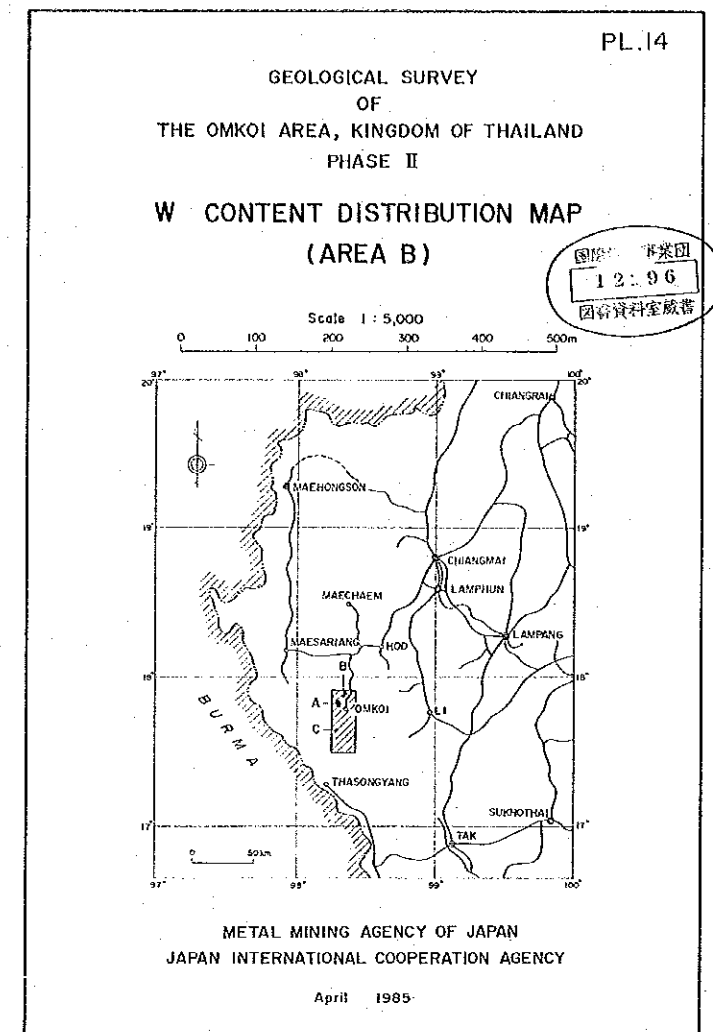 PL.14
GEOLOGICAL SURVEY
OF
THE OMKOI AREA, KINGDOM OF THAILAND
PHASE II
W CONTENT DISTRIBUTION MAP
(AREA B)
事業団
図書資料室蔵書
Scale 1 : 5,000
0 100 200 300 400 500m
97° 98° 99° 100°
20° 20°
CHIANGRAI
MAEHONGSON
19° 19°
CHIANGMAI
LAMPHUN
MAECHAEM
LAMPANG
MAESARIANG
HOD
18° 18°
B
A
OMKOI
C
LI
BURMA
THASONGYANG
SUKHOTHAI
17° 17°
TAK
0 50km
97° 98° 99° 100°
METAL MINING AGENCY OF JAPAN
JAPAN INTERNATIONAL COOPERATION AGENCY
April 1985